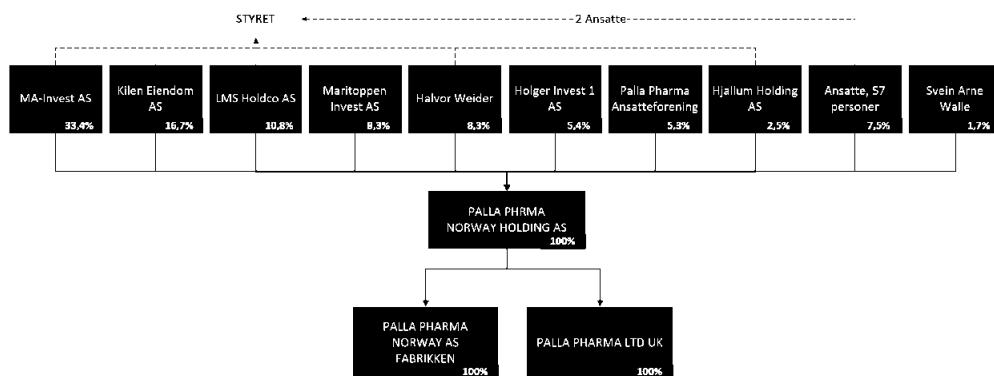 STYRET
2 Ansatte
MA-Invest AS
33,4%
Kilen Eiendom
AS
16,7%
LMS Holdco AS
10,8%
Maritoppen
Invest AS
8,3%
Halvor Weider
8,3%
Holger Invest 1
AS
5,4%
Palla Pharma
Ansatteforening
5,3%
Hjallum Holding
AS
2,5%
Ansatte, 57
personer
7,5%
Svein Arne
Walle
1,7%
PALLA PHRMA
NORWAY HOLDING AS
100%
PALLA PHARMA
NORWAY AS
FABRIKKEN
100%
PALLA PHARMA LTD UK
100%